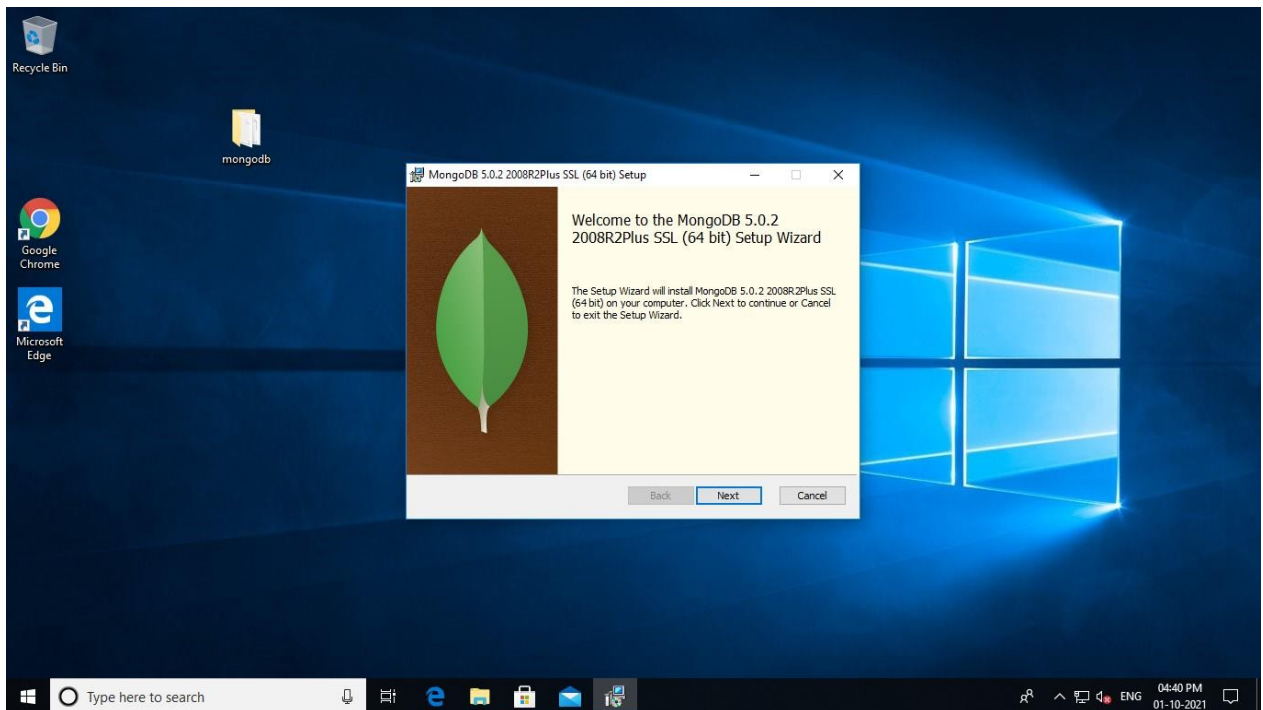 Recycle Bin
mongodb
Google
Chrome
Microsoft
Edge
MongoDB 5.0.2 2008R2Plus SSL (64 bit) Setup
Welcome to the MongoDB 5.0.2
2008R2Plus SSL (64 bit) Setup Wizard
The Setup Wizard will install MongoDB 5.0.2 2008R2Plus SSL
(64 bit) on your computer. Click Next to continue or Cancel
to exit the Setup Wizard.
Back
Next
Cancel
Type here to search
ENG
04:40 PM
01-10-2021